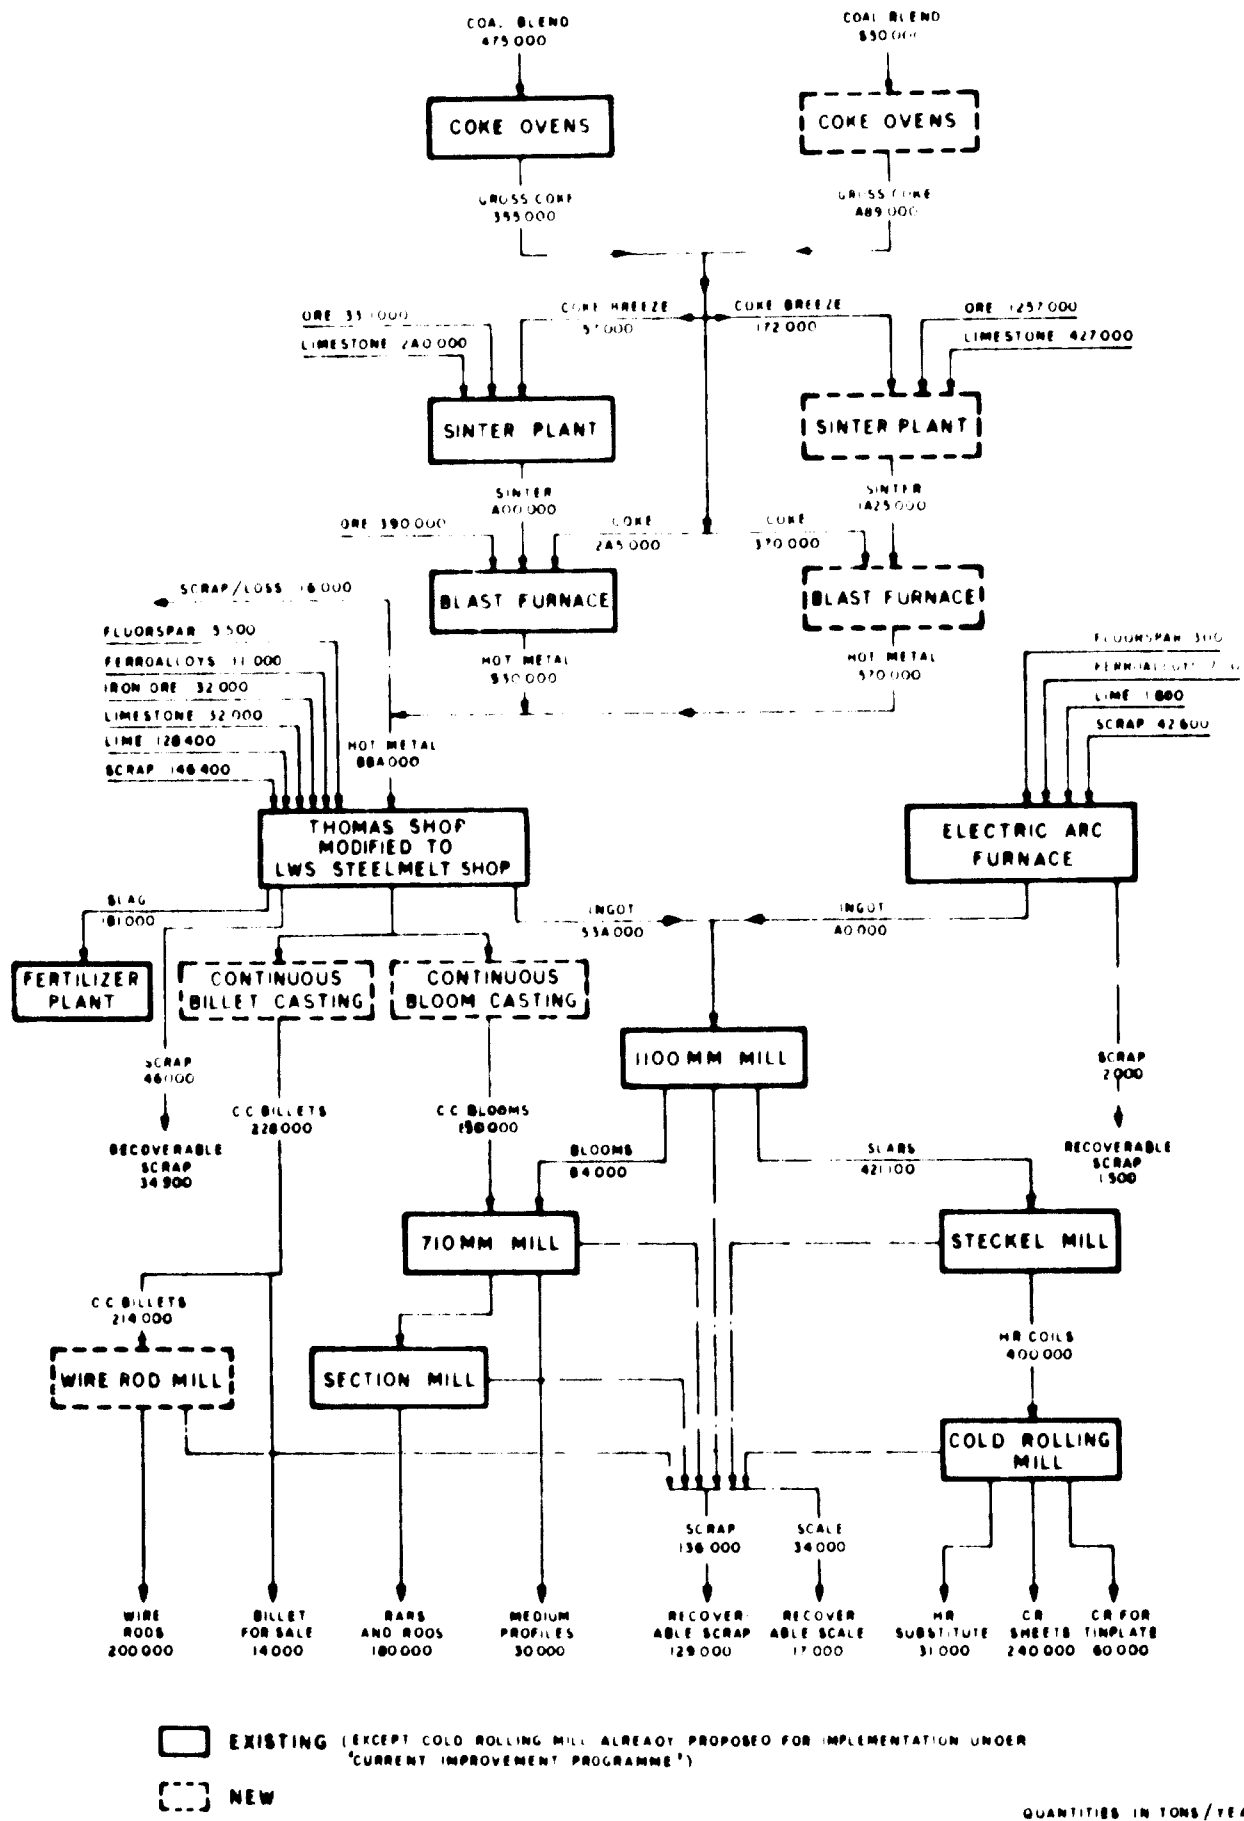 COAL BLEND
475 000
COAL BLEND
COKE OVENS
COKE OVENS
GROSS COKE
355 000
GROSS COKE
489 000
COKE BREEZE
57 000
COKE BREEZE
172 000
ORE
LIMESTONE 240 000
ORE 1257 000
LIMESTONE 427 000
SINTER PLANT
SINTER PLANT
SINTER
400 000
SINTER
1425 000
ORE 390 000
COKE
245 000
COKE
370 000
BLAST FURNACE
BLAST FURNACE
SCRAP/LOSS 16 000
HOT METAL
HOT METAL
570 000
FLUORSPAR 5 500
FERROALLOYS 11 000
IRON ORE 32 000
LIMESTONE 32 000
LIME 128 400
SCRAP 146 400
HOT METAL
884 000
FLUORSPAR 300
FERROALLOYS
LIME 1 800
SCRAP 42 600
THOMAS SHOP
MODIFIED TO
LWS STEELMELT SHOP
ELECTRIC ARC
FURNACE
SLAG
181 000
INGOT
534 000
INGOT
40 000
FERTILIZER
PLANT
CONTINUOUS
BILLET CASTING
CONTINUOUS
BLOOM CASTING
1100 MM MILL
SCRAP
46 000
SCRAP
2 000
C C BILLETS
228 000
C C BLOOMS
BLOOMS
84 000
SLABS
421 100
RECOVERABLE
SCRAP
34 900
RECOVERABLE
SCRAP
1 500
710 MM MILL
STECKEL MILL
C C BILLETS
214 000
HR COILS
400 000
WIRE ROD MILL
SECTION MILL
COLD ROLLING
MILL
SCRAP
136 000
SCALE
34 000
WIRE
RODS
200 000
BILLET
FOR SALE
14 000
BARS
AND RODS
180 000
MEDIUM
PROFILES
30 000
RECOVER-
ABLE SCRAP
129 000
RECOVER
ABLE SCALE
17 000
HR
SUBSTITUTE
31 000
CR
SHEETS
240 000
CR FOR
TINPLATE
60 000
EXISTING (EXCEPT COLD ROLLING MILL ALREADY PROPOSED FOR IMPLEMENTATION UNDER
"CURRENT IMPROVEMENT PROGRAMME")
NEW
QUANTITIES IN TONS/YEA